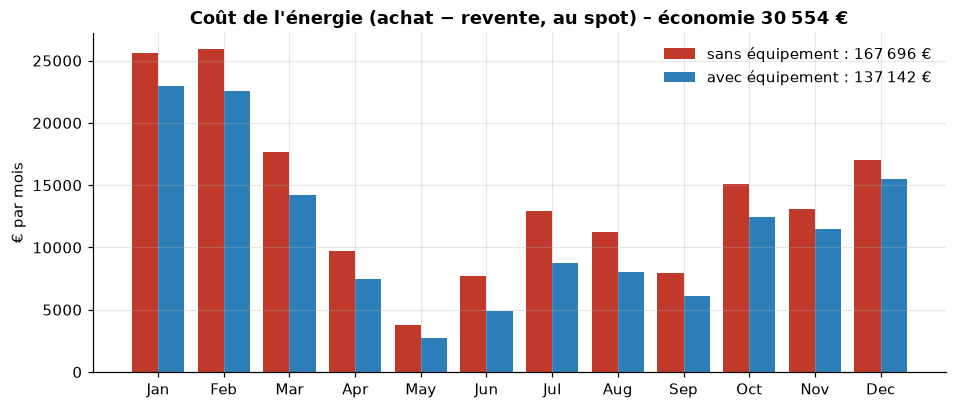 Coût de l'énergie (achat − revente, au spot) – économie 30 554 €
sans équipement : 167 696 €
avec équipement : 137 142 €
€ par mois
25000
20000
15000
10000
5000
0
Jan Feb Mar Apr May Jun Jul Aug Sep Oct Nov Dec